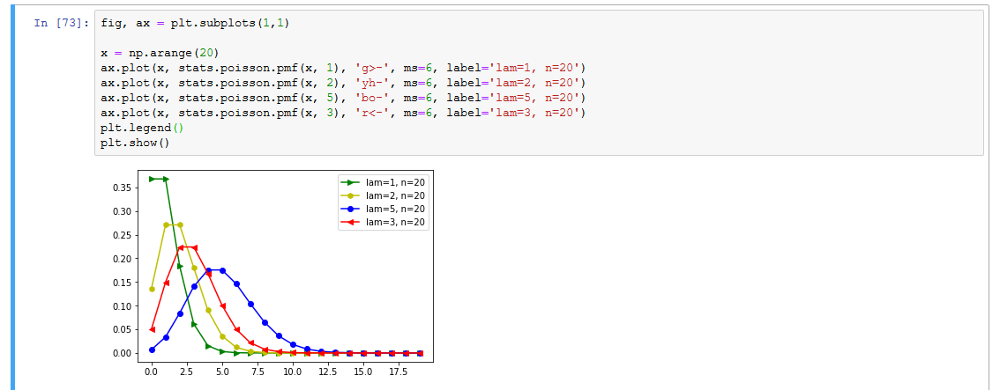 In [73]: fig, ax = plt.subplots(1,1)
x = np.arange(20)
ax.plot(x, stats.poisson.pmf(x, 1), 'g>-', ms=6, label='lam=1, n=20')
ax.plot(x, stats.poisson.pmf(x, 2), 'yh-', ms=6, label='lam=2, n=20')
ax.plot(x, stats.poisson.pmf(x, 5), 'bo-', ms=6, label='lam=5, n=20')
ax.plot(x, stats.poisson.pmf(x, 3), 'r<-', ms=6, label='lam=3, n=20')
plt.legend()
plt.show()
lam=1, n=20
lam=2, n=20
lam=5, n=20
lam=3, n=20
0.35
0.30
0.25
0.20
0.15
0.10
0.05
0.00
0.0 2.5 5.0 7.5 10.0 12.5 15.0 17.5